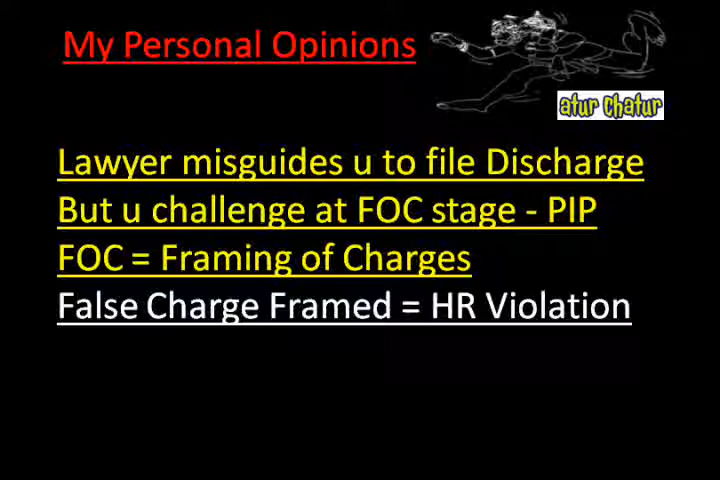 My Personal Opinions
atur chatur
Lawyer misguides u to file Discharge
But u challenge at FOC stage - PIP
FOC = Framing of Charges
False Charge Framed = HR Violation